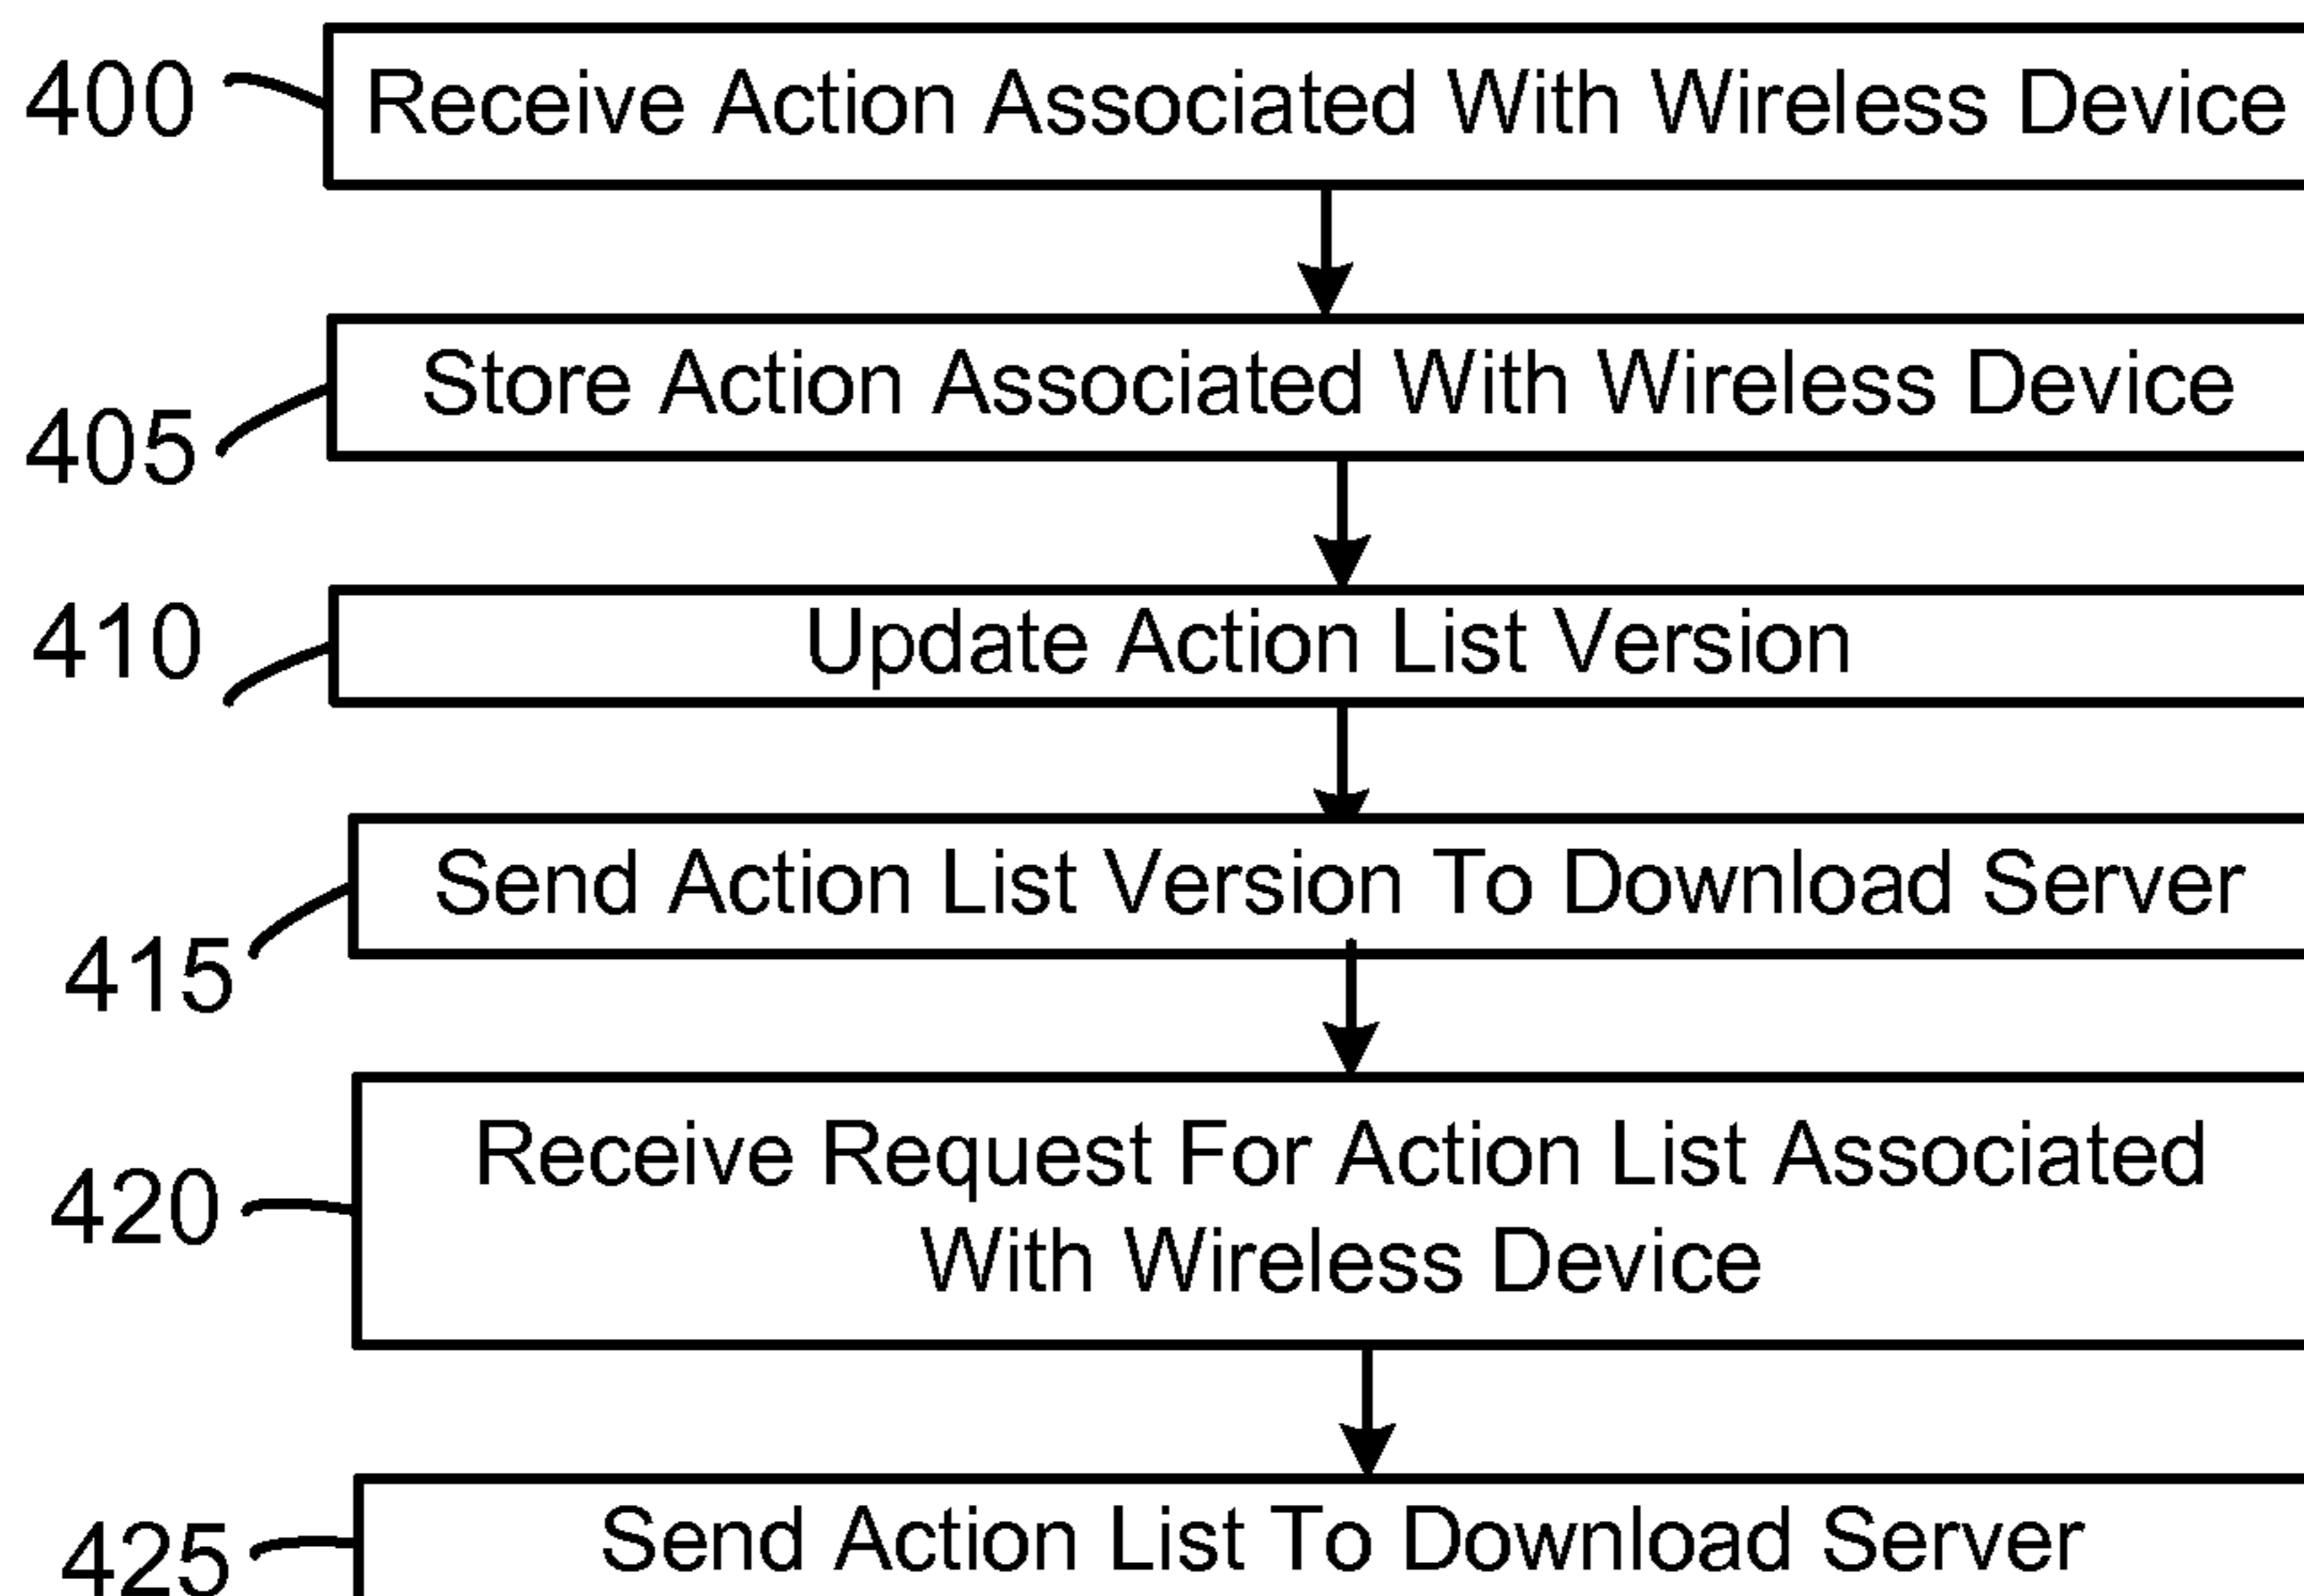 400
Receive Action Associated With Wireless Device
405
Store Action Associated With Wireless Device
410
Update Action List Version
415
Send Action List Version To Download Server
420
Receive Request For Action List Associated
With Wireless Device
425
Send Action List To Download Server